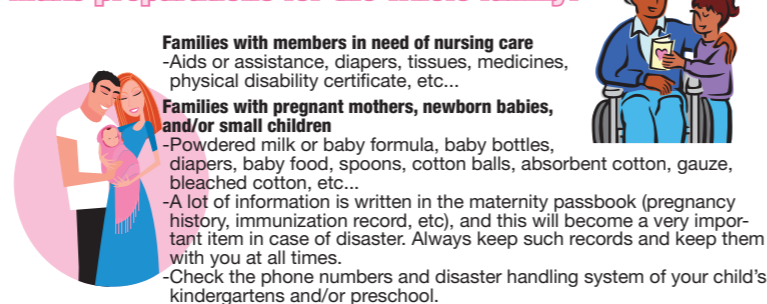 Families with members in need of nursing care
-Aids or assistance, diapers, tissues, medicines,
physical disability certificate, etc...
Families with pregnant mothers, newborn babies,
and/or small children
-Powdered milk or baby formula, baby bottles,
diapers, baby food, spoons, cotton balls, absorbent cotton, gauze,
bleached cotton, etc...
-A lot of information is written in the maternity passbook (pregnancy
history, immunization record, etc), and this will become a very impor-
tant item in case of disaster. Always keep such records and keep them
with you at all times.
-Check the phone numbers and disaster handling system of your child's
kindergartens and/or preschool.